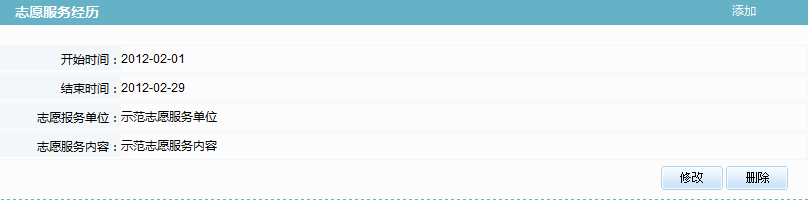 志愿服务经历 添加
开始时间：2012-02-01
结束时间：2012-02-29
志愿报务单位：示范志愿服务单位
志愿服务内容：示范志愿服务内容
修改 删除